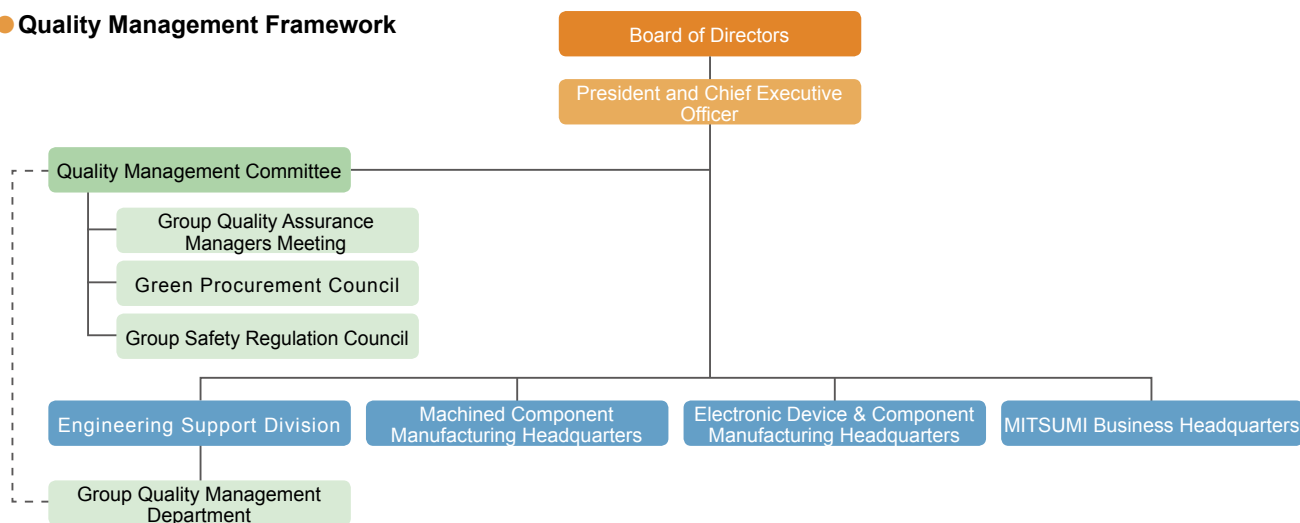 Quality Management Framework
Board of Directors
President and Chief Executive
Officer
Quality Management Committee
Group Quality Assurance
Managers Meeting
Green Procurement Council
Group Safety Regulation Council
Engineering Support Division
Machined Component
Manufacturing Headquarters
Electronic Device & Component
Manufacturing Headquarters
MITSUMI Business Headquarters
Group Quality Management
Department